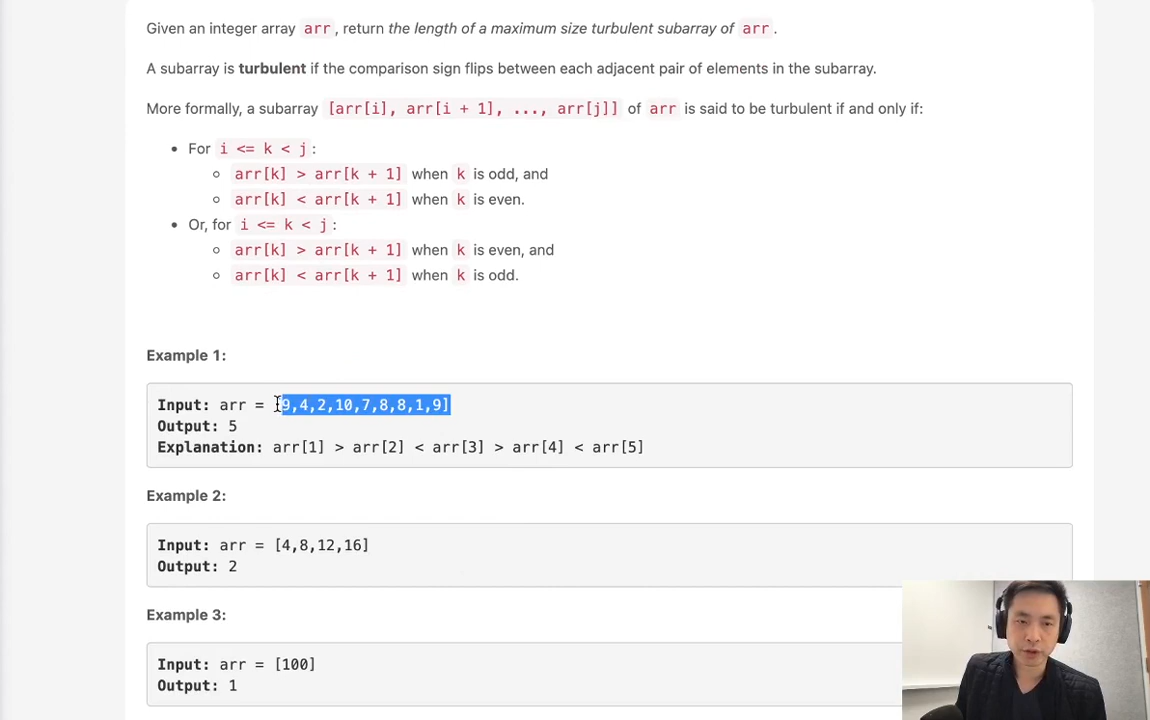 Given an integer array arr, return the length of a maximum size turbulent subarray of arr.
A subarray is turbulent if the comparison sign flips between each adjacent pair of elements in the subarray.
More formally, a subarray [arr[i], arr[i + 1], ..., arr[j]] of arr is said to be turbulent if and only if:
• For i <= k < j:
arr[k] > arr[k + 1] when k is odd, and
arr[k] < arr[k + 1] when k is even.
• Or, for i <= k < j:
arr[k] > arr[k + 1] when k is even, and
arr[k] < arr[k + 1] when k is odd.
Example 1:
Input: arr = [9,4,2,10,7,8,8,1,9]
Output: 5
Explanation: arr[1] > arr[2] < arr[3] > arr[4] < arr[5]
Example 2:
Input: arr = [4,8,12,16]
Output: 2
Example 3:
Input: arr = [100]
Output: 1